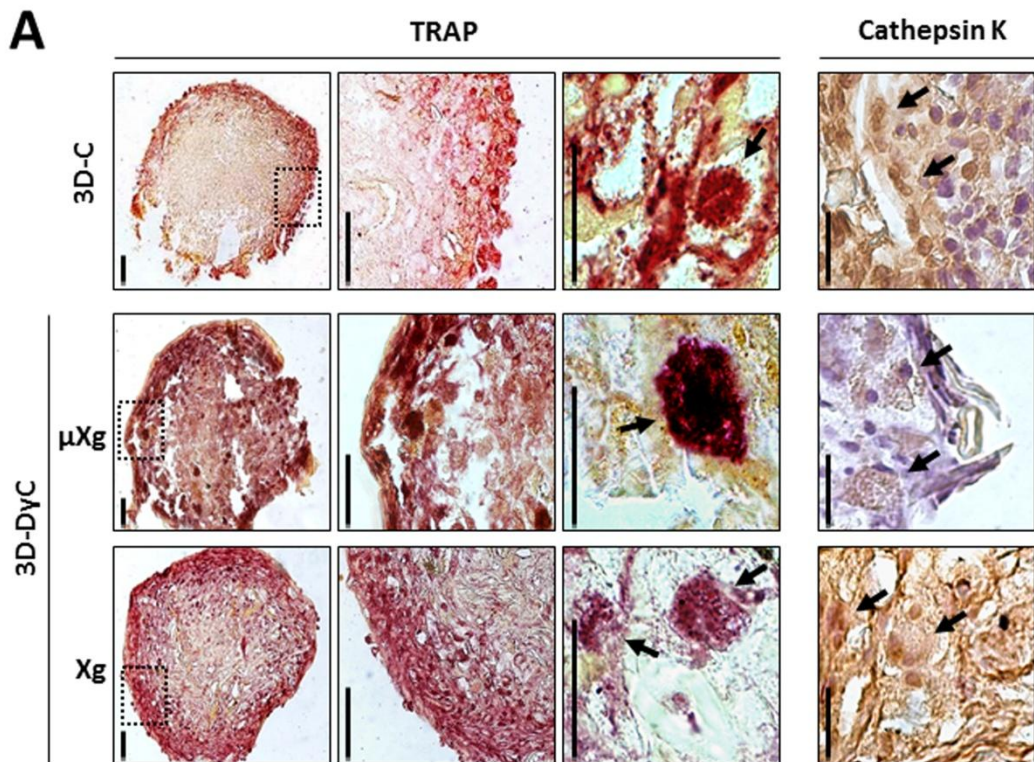 A
TRAP
Cathepsin K
3D-C
3D-DγC
μXg
Xg